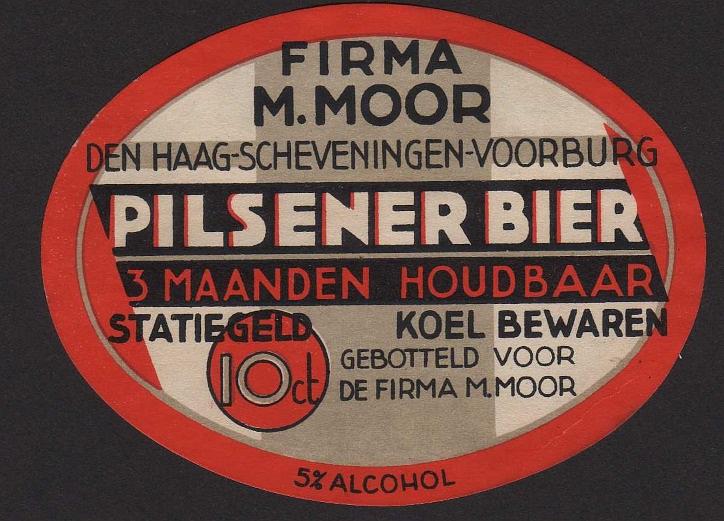 FIRMA
M. MOOR
DEN HAAG-SCHEVENINGEN-VOORBURG
PILSENER BIER
3 MAANDEN HOUDBAAR
STATIEGELD KOEL BEWAREN
10ct
GEBOTTELD VOOR
DE FIRMA M. MOOR
5% ALCOHOL